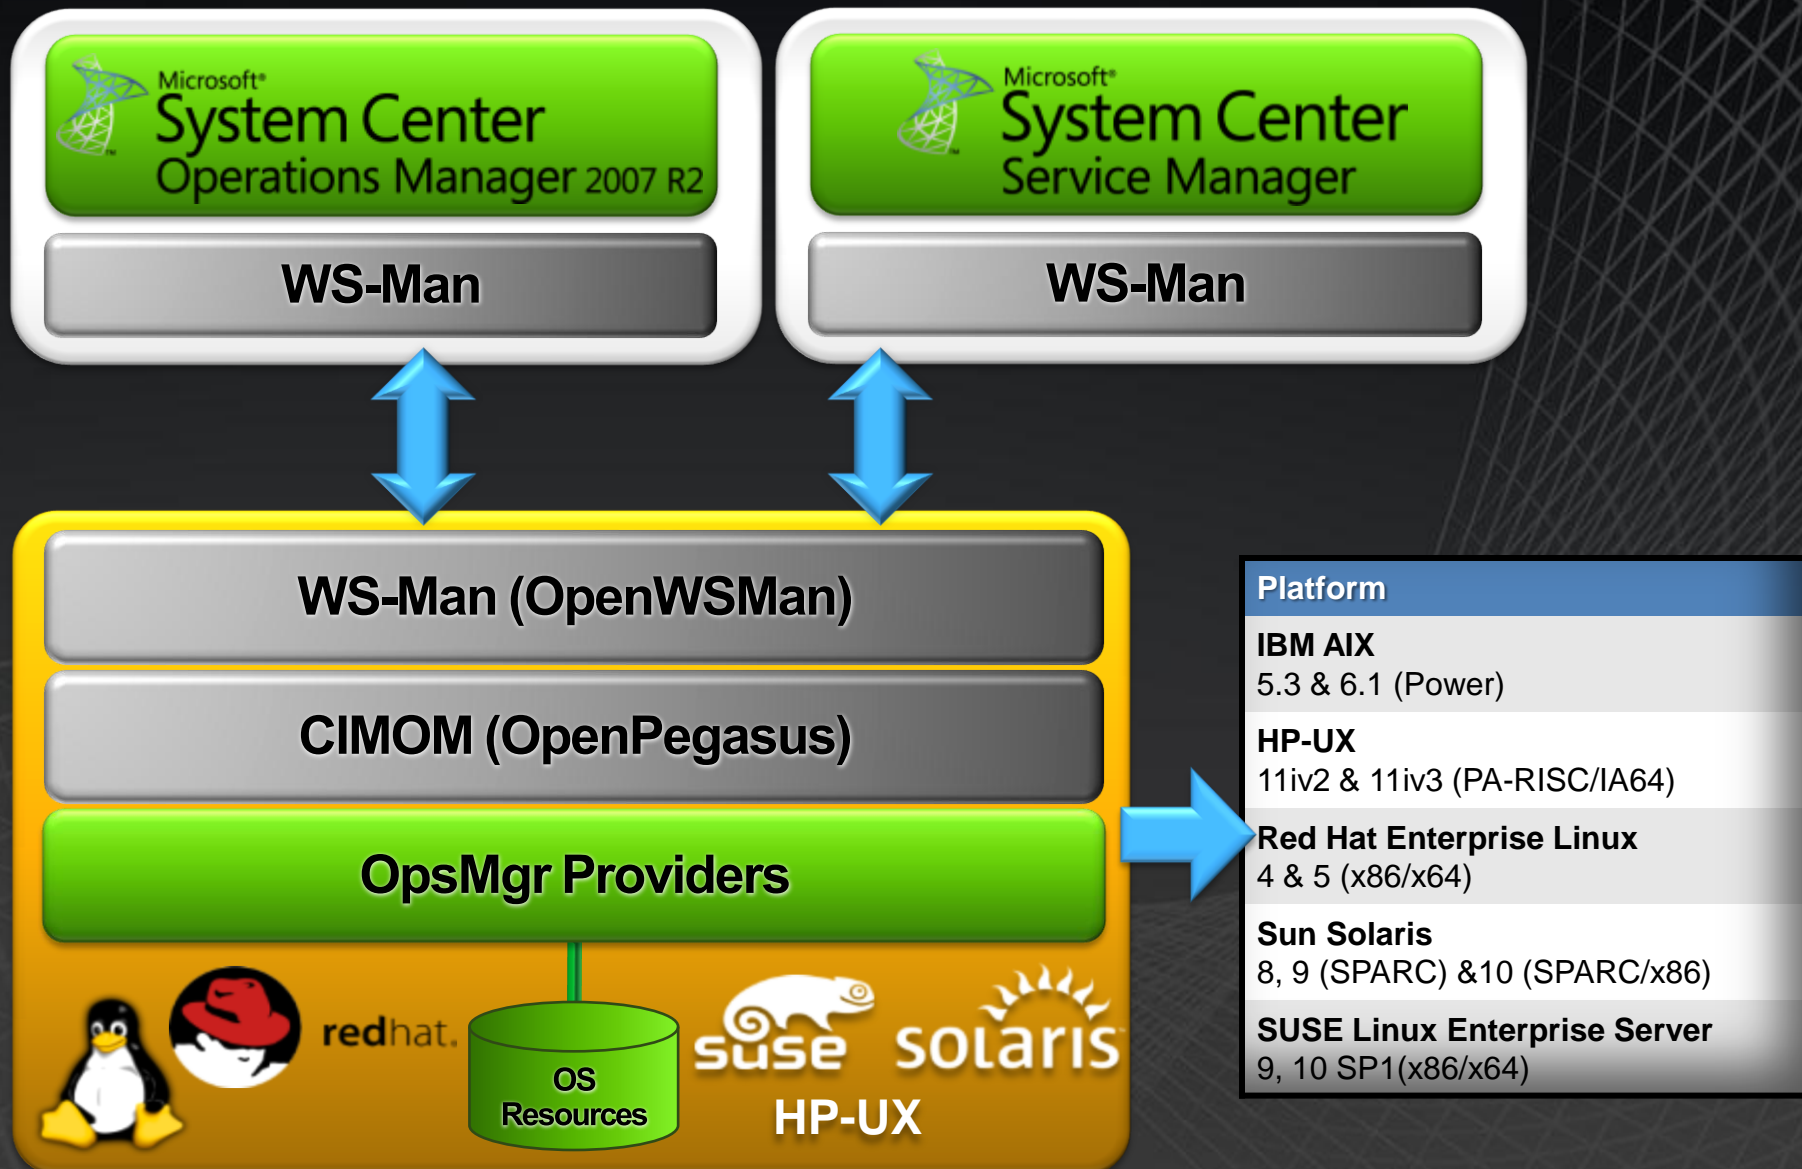 Microsoft®
System Center
Operations Manager 2007 R2
WS-Man
Microsoft®
System Center
Service Manager
WS-Man
WS-Man (OpenWSMan)
CIMOM (OpenPegasus)
OpsMgr Providers
redhat.
OS
Resources
suse
solaris
HP-UX
Platform
IBM AIX
5.3 & 6.1 (Power)
HP-UX
11iv2 & 11iv3 (PA-RISC/IA64)
Red Hat Enterprise Linux
4 & 5 (x86/x64)
Sun Solaris
8, 9 (SPARC) &10 (SPARC/x86)
SUSE Linux Enterprise Server
9, 10 SP1(x86/x64)